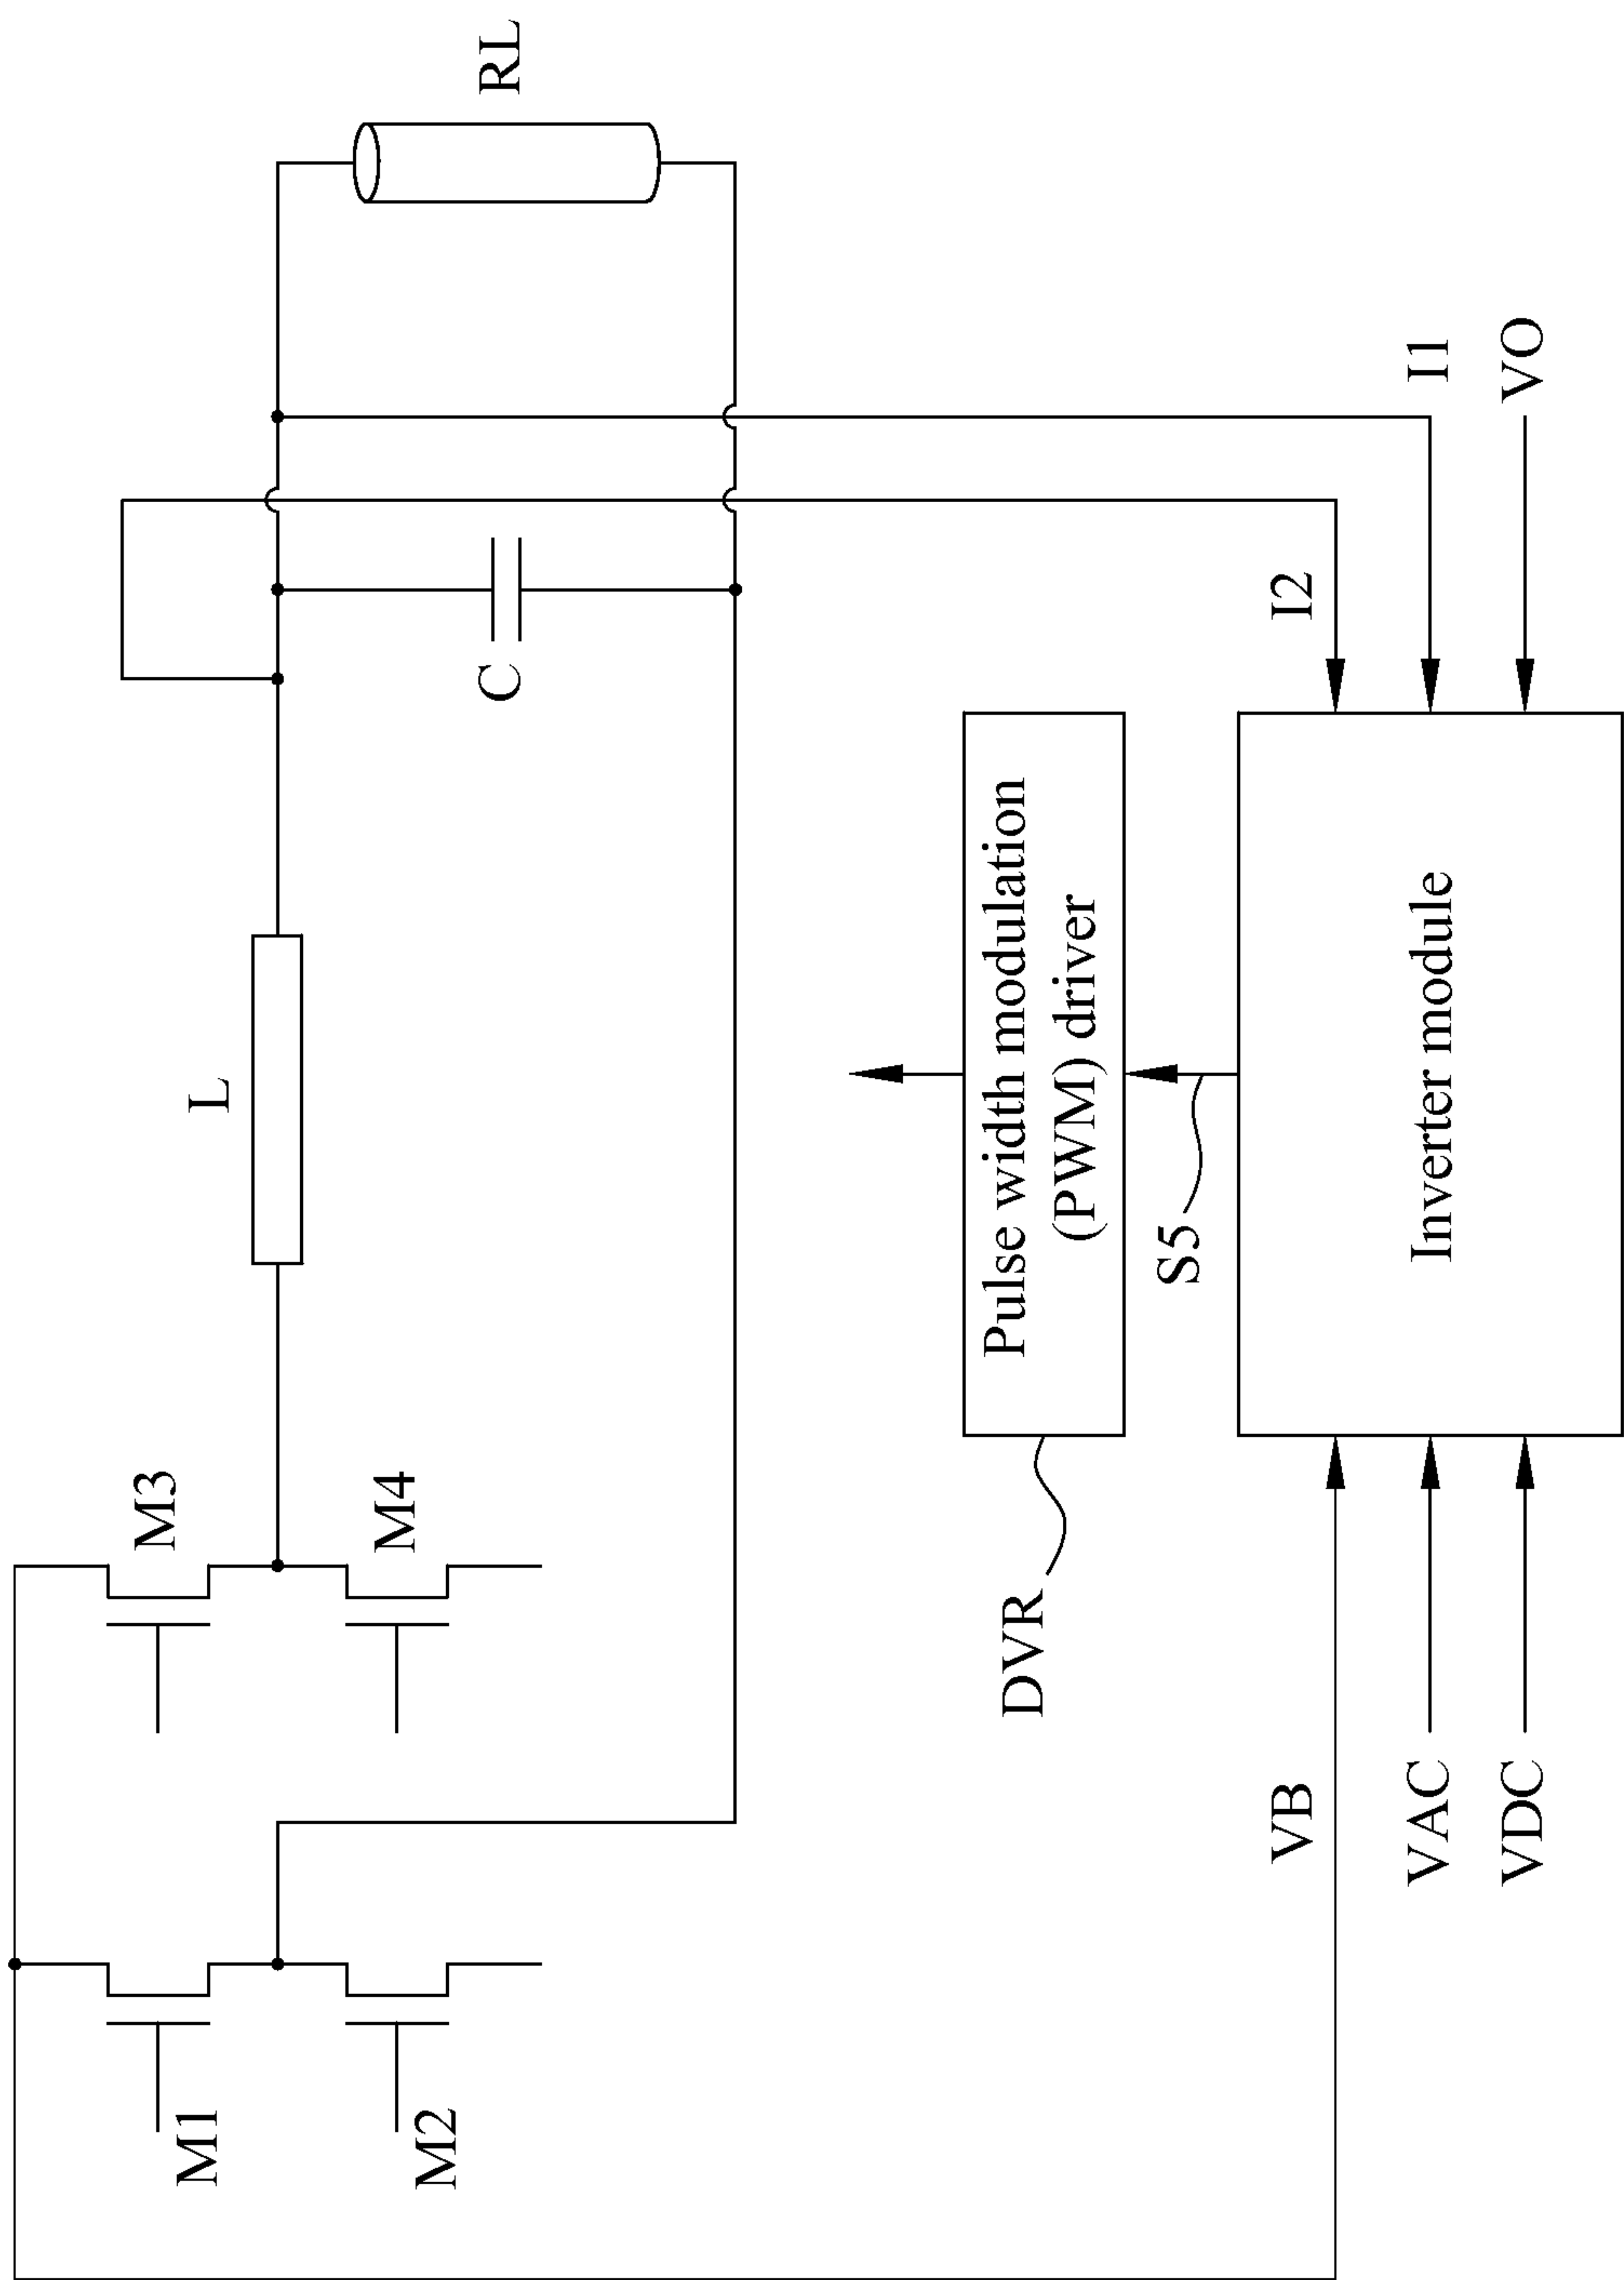 M1
M2
M3
M4
L
C
RL
DVR
Pulse width modulation
(PWM) driver
S5
I2
I1
VO
VB
VAC
VDC
Inverter module